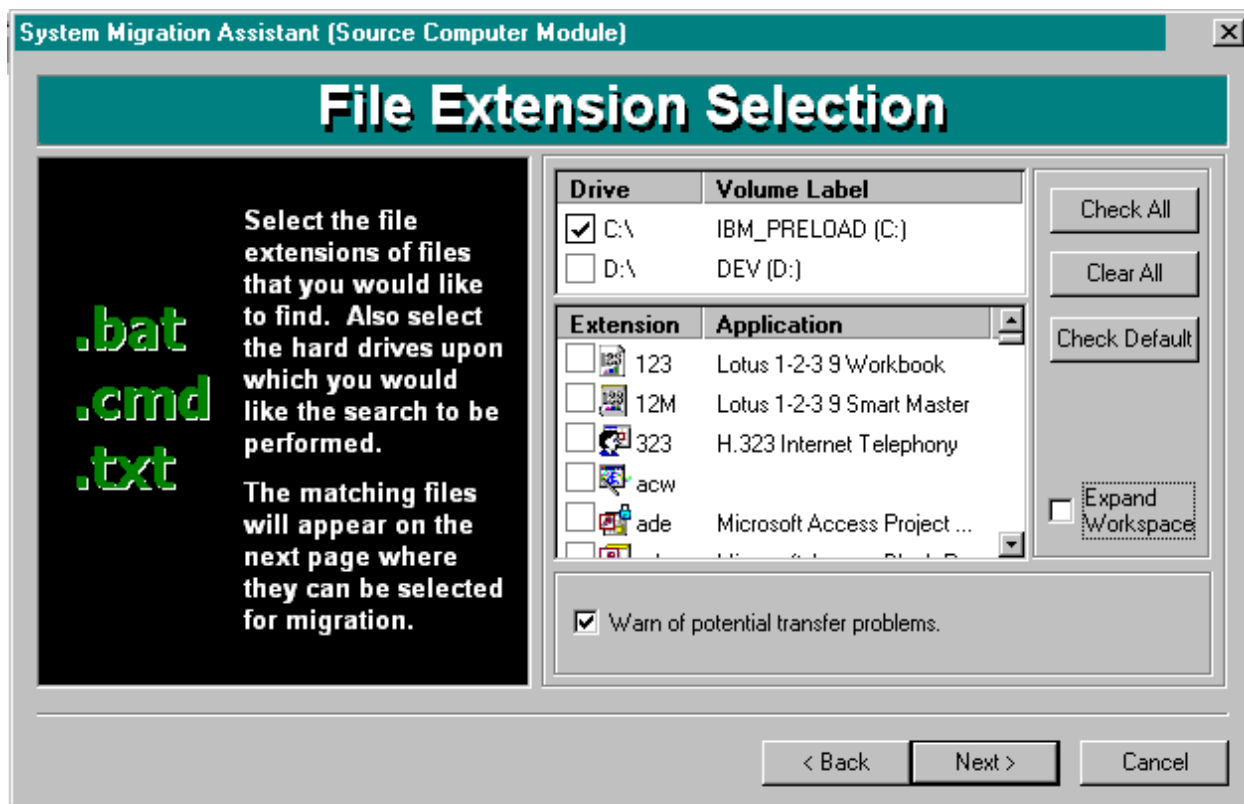 System Migration Assistant (Source Computer Module)
File Extension Selection
.bat
.cmd
.txt
Select the file
extensions of files
that you would like
to find. Also select
the hard drives upon
which you would
like the search to be
performed.
The matching files
will appear on the
next page where
they can be selected
for migration.
Drive Volume Label
C:\ IBM_PRELOAD (C:)
D:\ DEV (D:)
Extension Application
123 Lotus 1-2-3 9 Workbook
12M Lotus 1-2-3 9 Smart Master
323 H.323 Internet Telephony
acw
ade Microsoft Access Project ...
Check All
Clear All
Check Default
Expand
Workspace
Warn of potential transfer problems.
< Back
Next >
Cancel